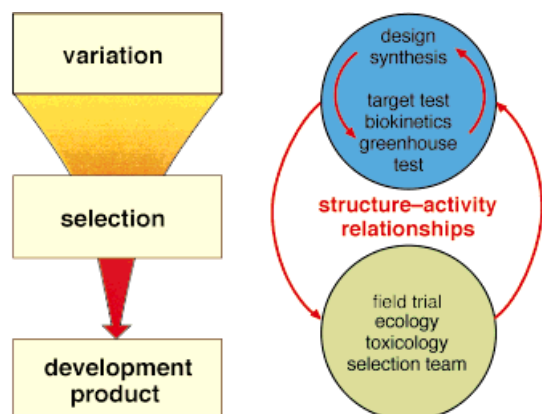 variation
selection
development
product
design
synthesis
target test
biokinetics
greenhouse
test
structure–activity
relationships
field trial
ecology
toxicology
selection team